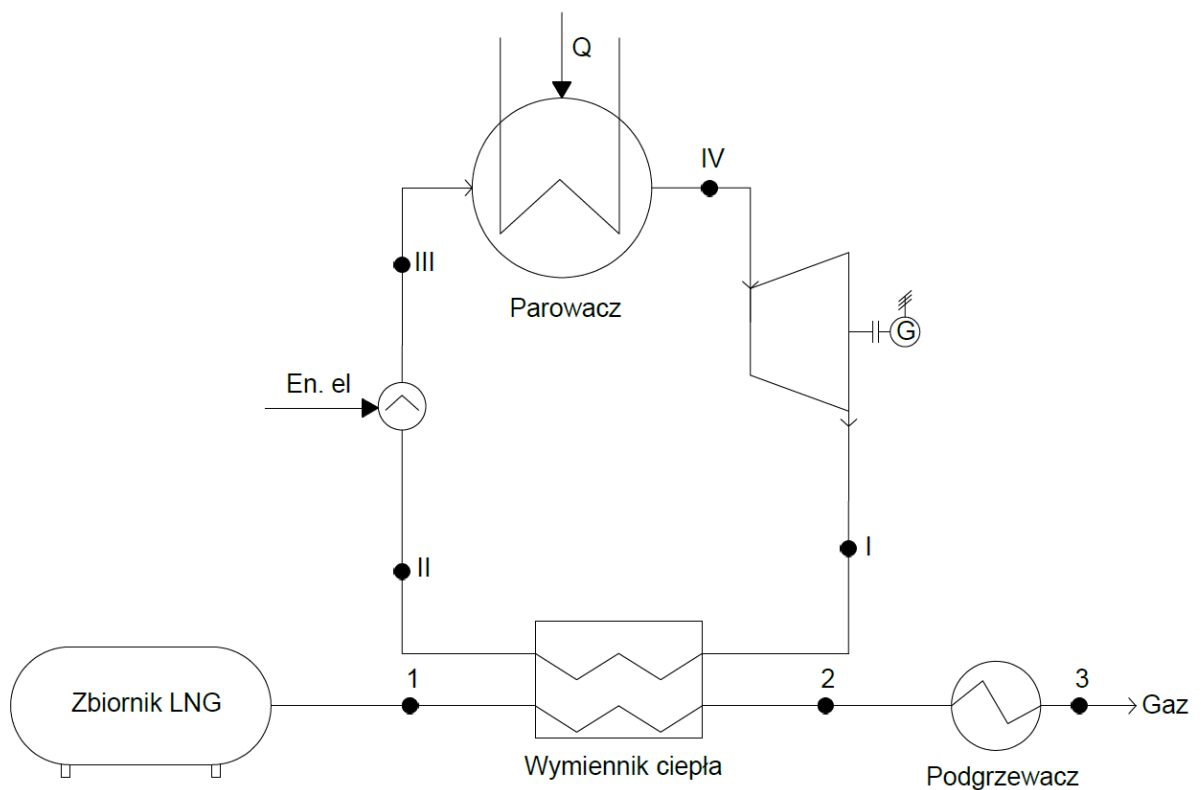 Q
IV
III
Parowacz
G
En. el
I
II
1
2
3
Zbiornik LNG
Gaz
Wymiennik ciepła
Podgrzewacz